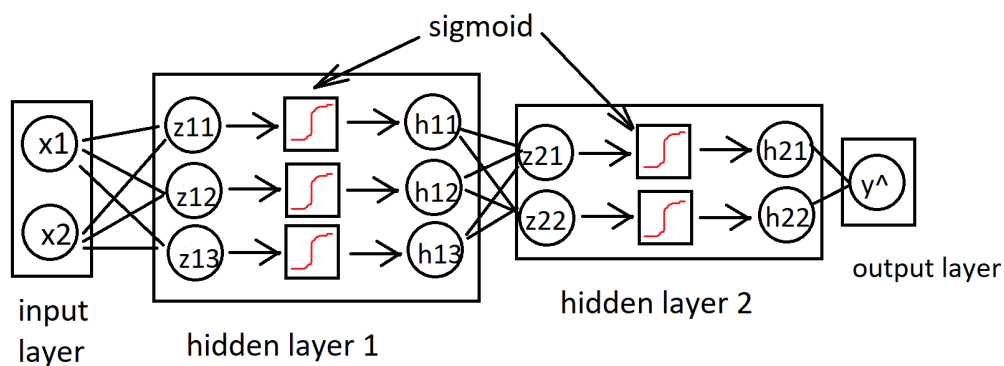 sigmoid
x1
x2
z11
z12
z13
h11
h12
h13
z21
z22
h21
h22
y^
input
layer
hidden layer 1
hidden layer 2
output layer